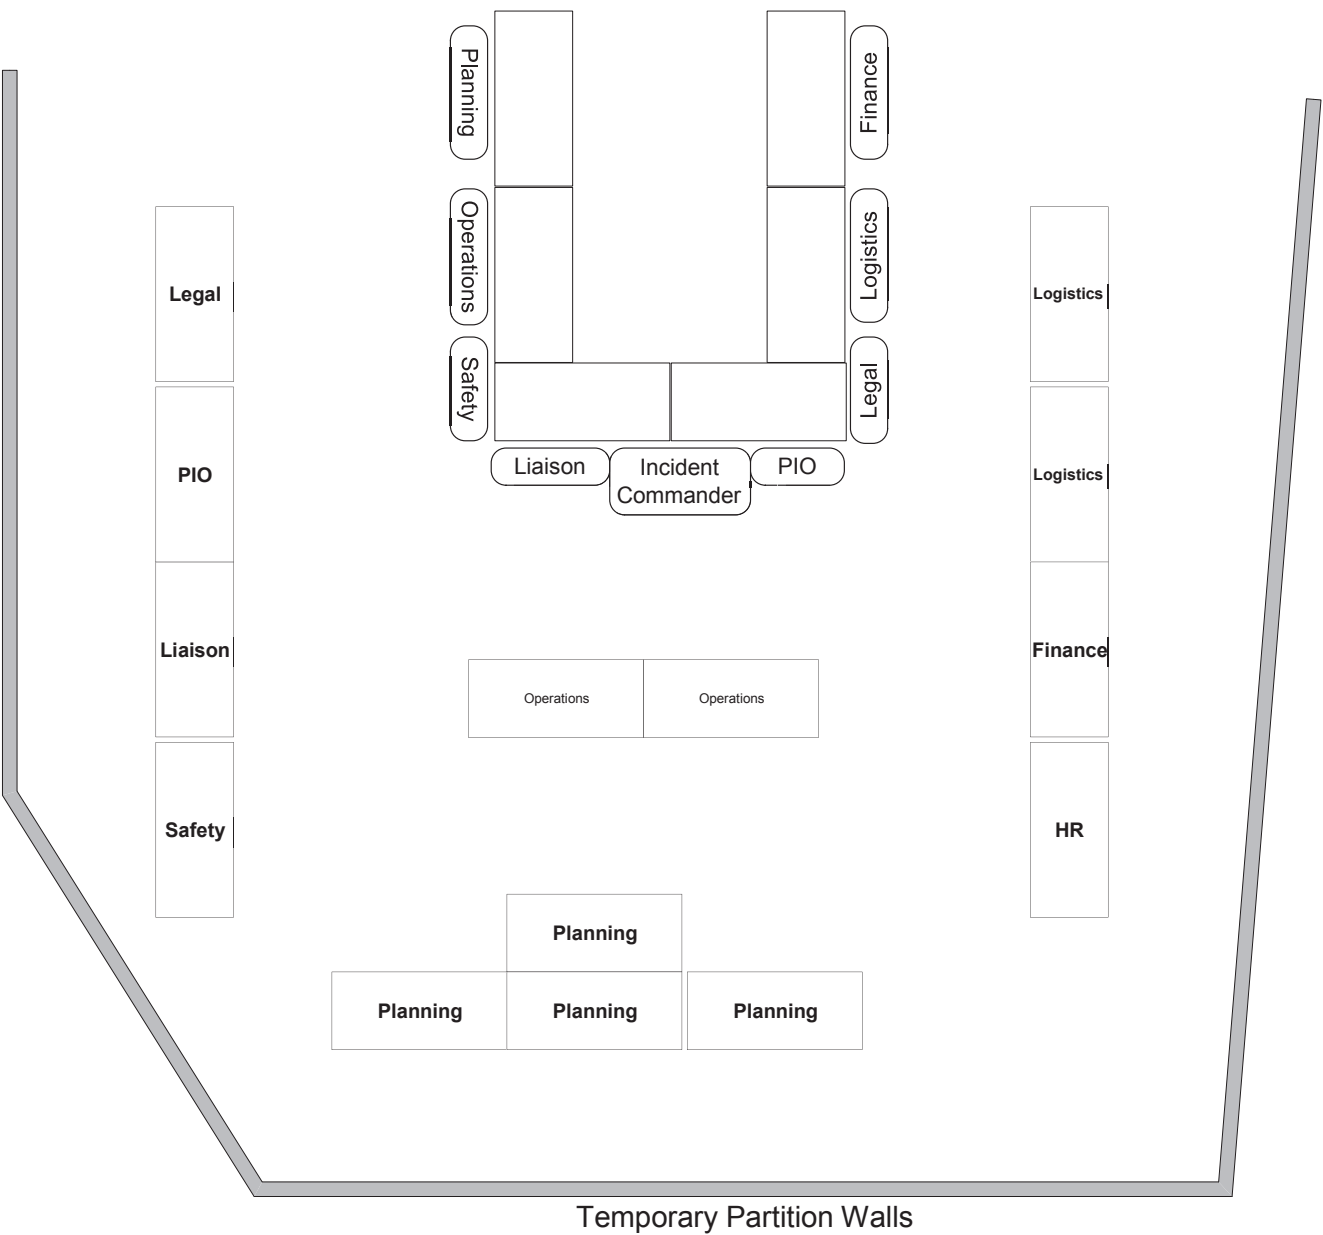 Planning
Finance
Operations
Logistics
Safety
Legal
Liaison
Incident
Commander
PIO
Legal
PIO
Liaison
Safety
Logistics
Logistics
Finance
HR
Operations
Operations
Planning
Planning
Planning
Planning
Temporary Partition Walls